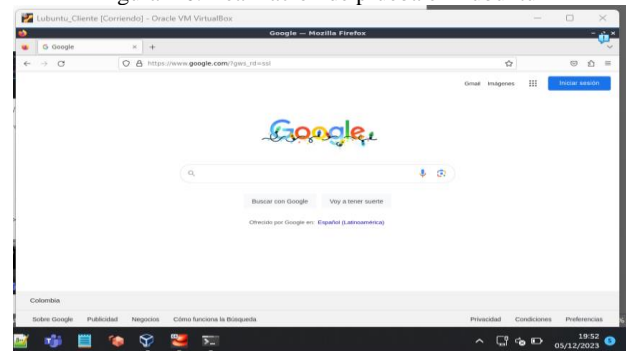 Lubuntu_Cliente [Corriendo] - Oracle VM VirtualBox
Google — Mozilla Firefox
G Google
https://www.google.com/?gws_rd=ssl
Gmail Imágenes Iniciar sesión
Google
Buscar con Google Voy a tener suerte
Ofrecido por Google en: Español (Latinoamérica)
Colombia
Sobre Google Publicidad Negocios Cómo funciona la Búsqueda Privacidad Condiciones Preferencias
19:52
05/12/2023